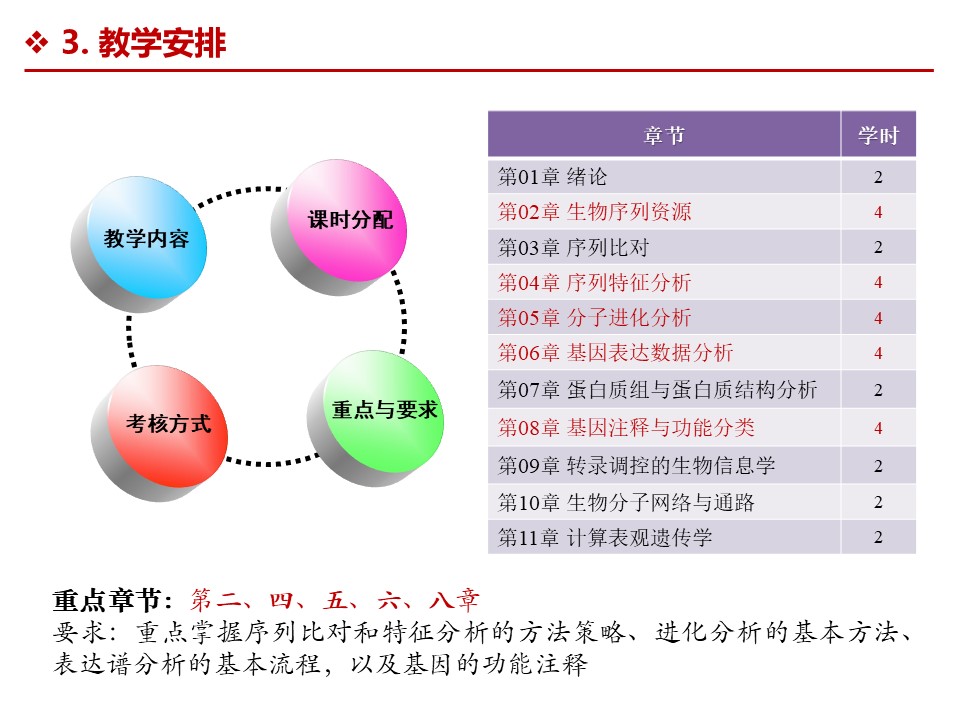 ❖ 3. 教学安排
教学内容
课时分配
考核方式
重点与要求
章节 学时
第01章 绪论 2
第02章 生物序列资源 4
第03章 序列比对 2
第04章 序列特征分析 4
第05章 分子进化分析 4
第06章 基因表达数据分析 4
第07章 蛋白质组与蛋白质结构分析 2
第08章 基因注释与功能分类 4
第09章 转录调控的生物信息学 2
第10章 生物分子网络与通路 2
第11章 计算表观遗传学 2
重点章节：第二、四、五、六、八章
要求：重点掌握序列比对和特征分析的方法策略、进化分析的基本方法、
表达谱分析的基本流程，以及基因的功能注释